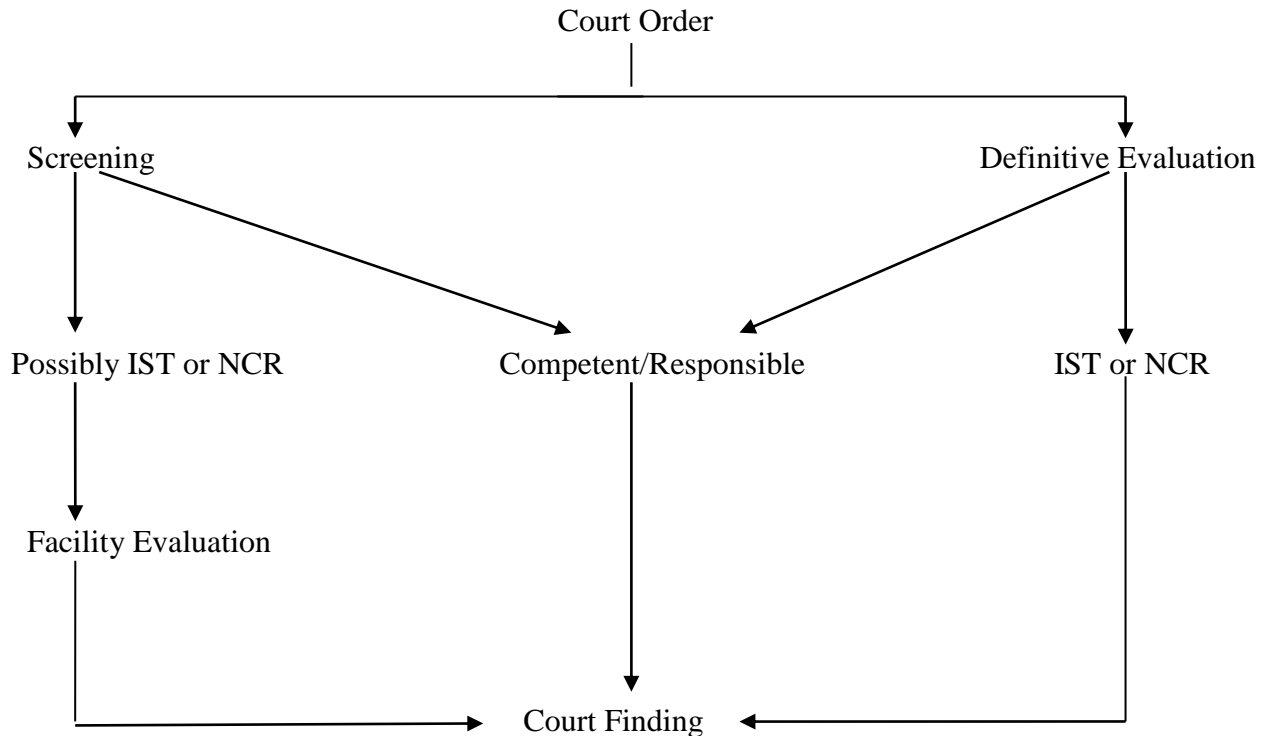 Court Order
Screening
Definitive Evaluation
Possibly IST or NCR
Competent/Responsible
IST or NCR
Facility Evaluation
Court Finding